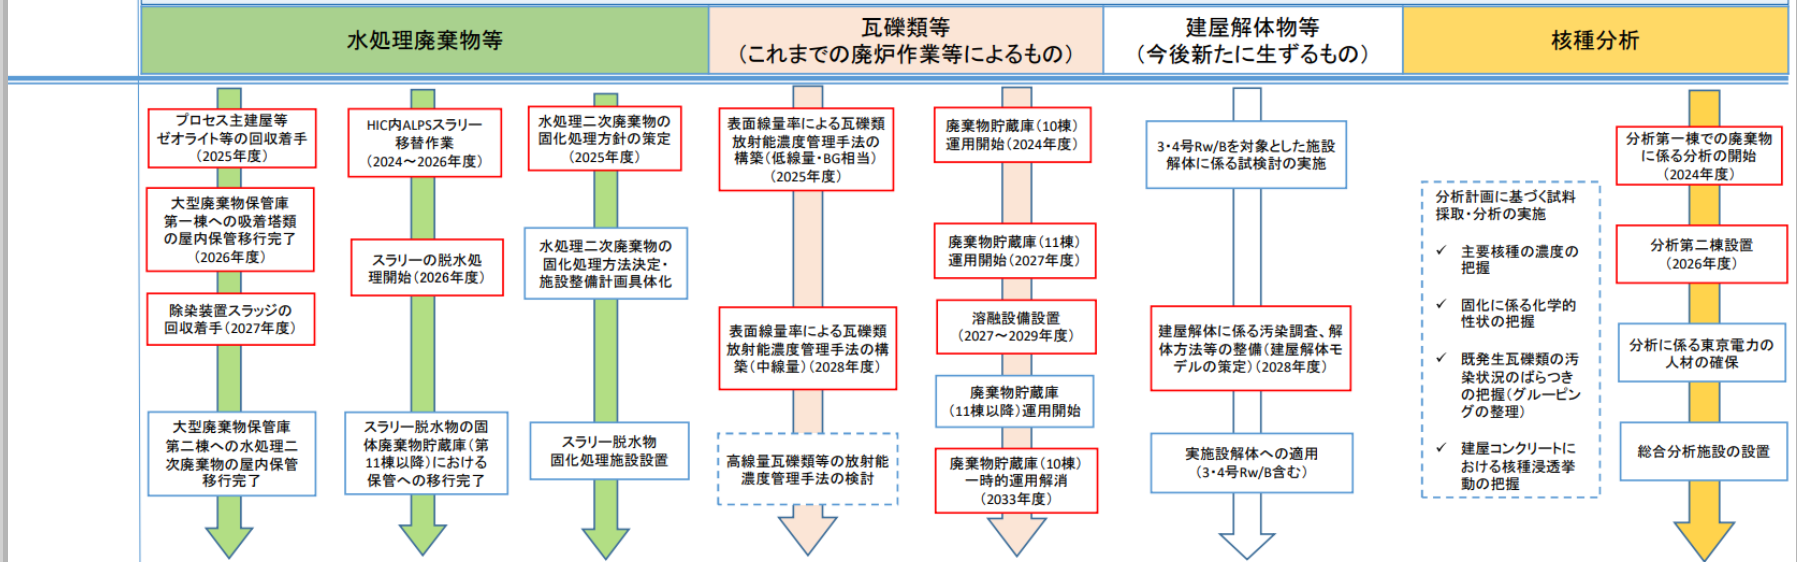 水処理廃棄物等
瓦礫類等
（これまでの廃炉作業等によるもの）
建屋解体物等
（今後新たに生ずるもの）
核種分析
プロセス主建屋等
ゼオライト等の回収着手
（2025年度）
大型廃棄物保管庫
第一棟への吸着塔類
の屋内保管移行完了
（2026年度）
除染装置スラッジの
回収着手（2027年度）
大型廃棄物保管庫
第二棟への水処理二
次廃棄物の屋内保管
移行完了
HIC内ALPSスラリー
移替作業
（2024～2026年度）
スラリーの脱水処
理開始（2026年度）
スラリー脱水物の固
体廃棄物貯蔵庫（第
11棟以降）における
保管への移行完了
水処理二次廃棄物の
固化処理方針の策定
（2025年度）
水処理二次廃棄物の
固化処理方法決定・
施設整備計画具体化
スラリー脱水物
固化処理施設設置
表面線量率による瓦礫類
放射能濃度管理手法の
構築（低線量・BG相当）
（2025年度）
表面線量率による瓦礫類
放射能濃度管理手法の構
築（中線量）（2028年度）
高線量瓦礫類等の放射能
濃度管理手法の検討
廃棄物貯蔵庫（10棟）
運用開始（2024年度）
廃棄物貯蔵庫（11棟）
運用開始（2027年度）
溶融設備設置
（2027～2029年度）
廃棄物貯蔵庫
（11棟以降）運用開始
廃棄物貯蔵庫（10棟）
一時的運用解消
（2033年度）
3・4号Rw/Bを対象とした施設
解体に係る試検討の実施
建屋解体に係る汚染調査、解
体方法等の整備（建屋解体モ
デルの策定）（2028年度）
実施設解体への適用
（3・4号Rw/B含む）
分析計画に基づく試料
採取・分析の実施
✓ 主要核種の濃度の
把握
✓ 固化に係る化学的
性状の把握
✓ 既発生瓦礫類の汚
染状況のばらつき
の把握（グルーピン
グの整理）
✓ 建屋コンクリートに
おける核種浸透挙
動の把握
分析第一棟での廃棄物
に係る分析の開始
（2024年度）
分析第二棟設置
（2026年度）
分析に係る東京電力の
人材の確保
総合分析施設の設置